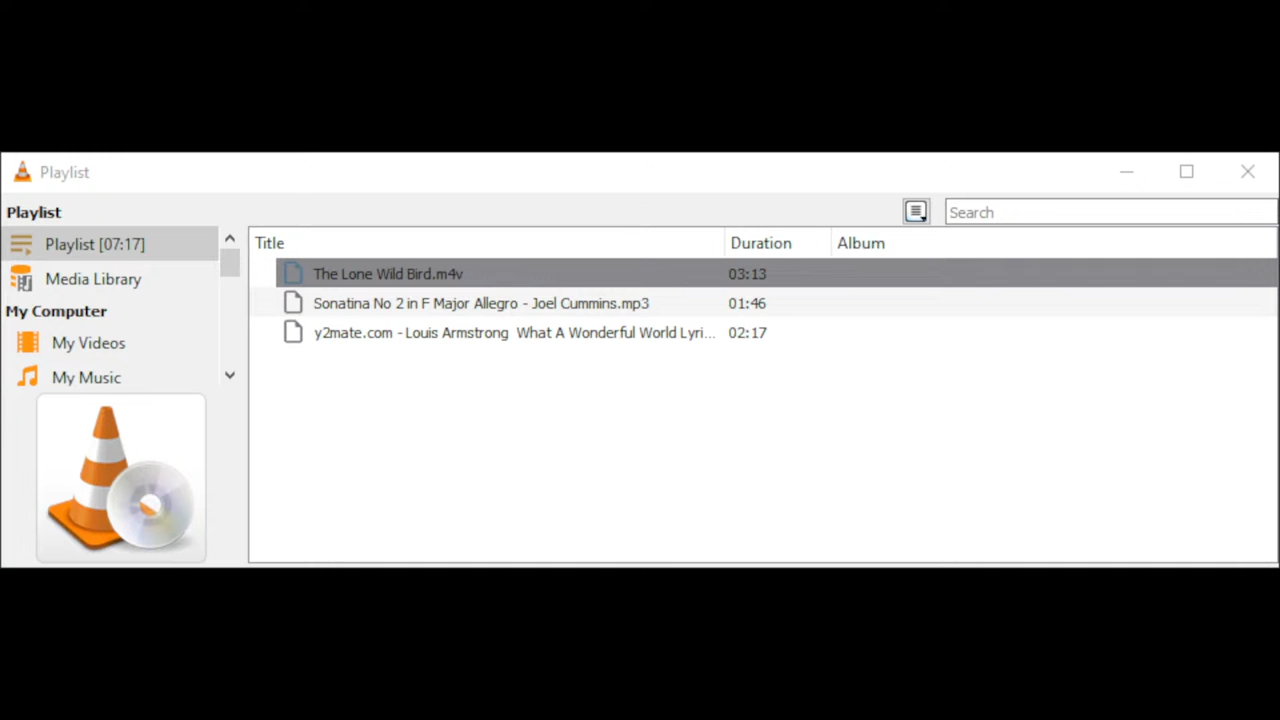 Playlist
Playlist
Search
Playlist [07:17]
Media Library
My Computer
My Videos
My Music
Title Duration Album
The Lone Wild Bird.m4v 03:13
Sonatina No 2 in F Major Allegro - Joel Cummins.mp3 01:46
y2mate.com - Louis Armstrong  What A Wonderful World Lyri... 02:17